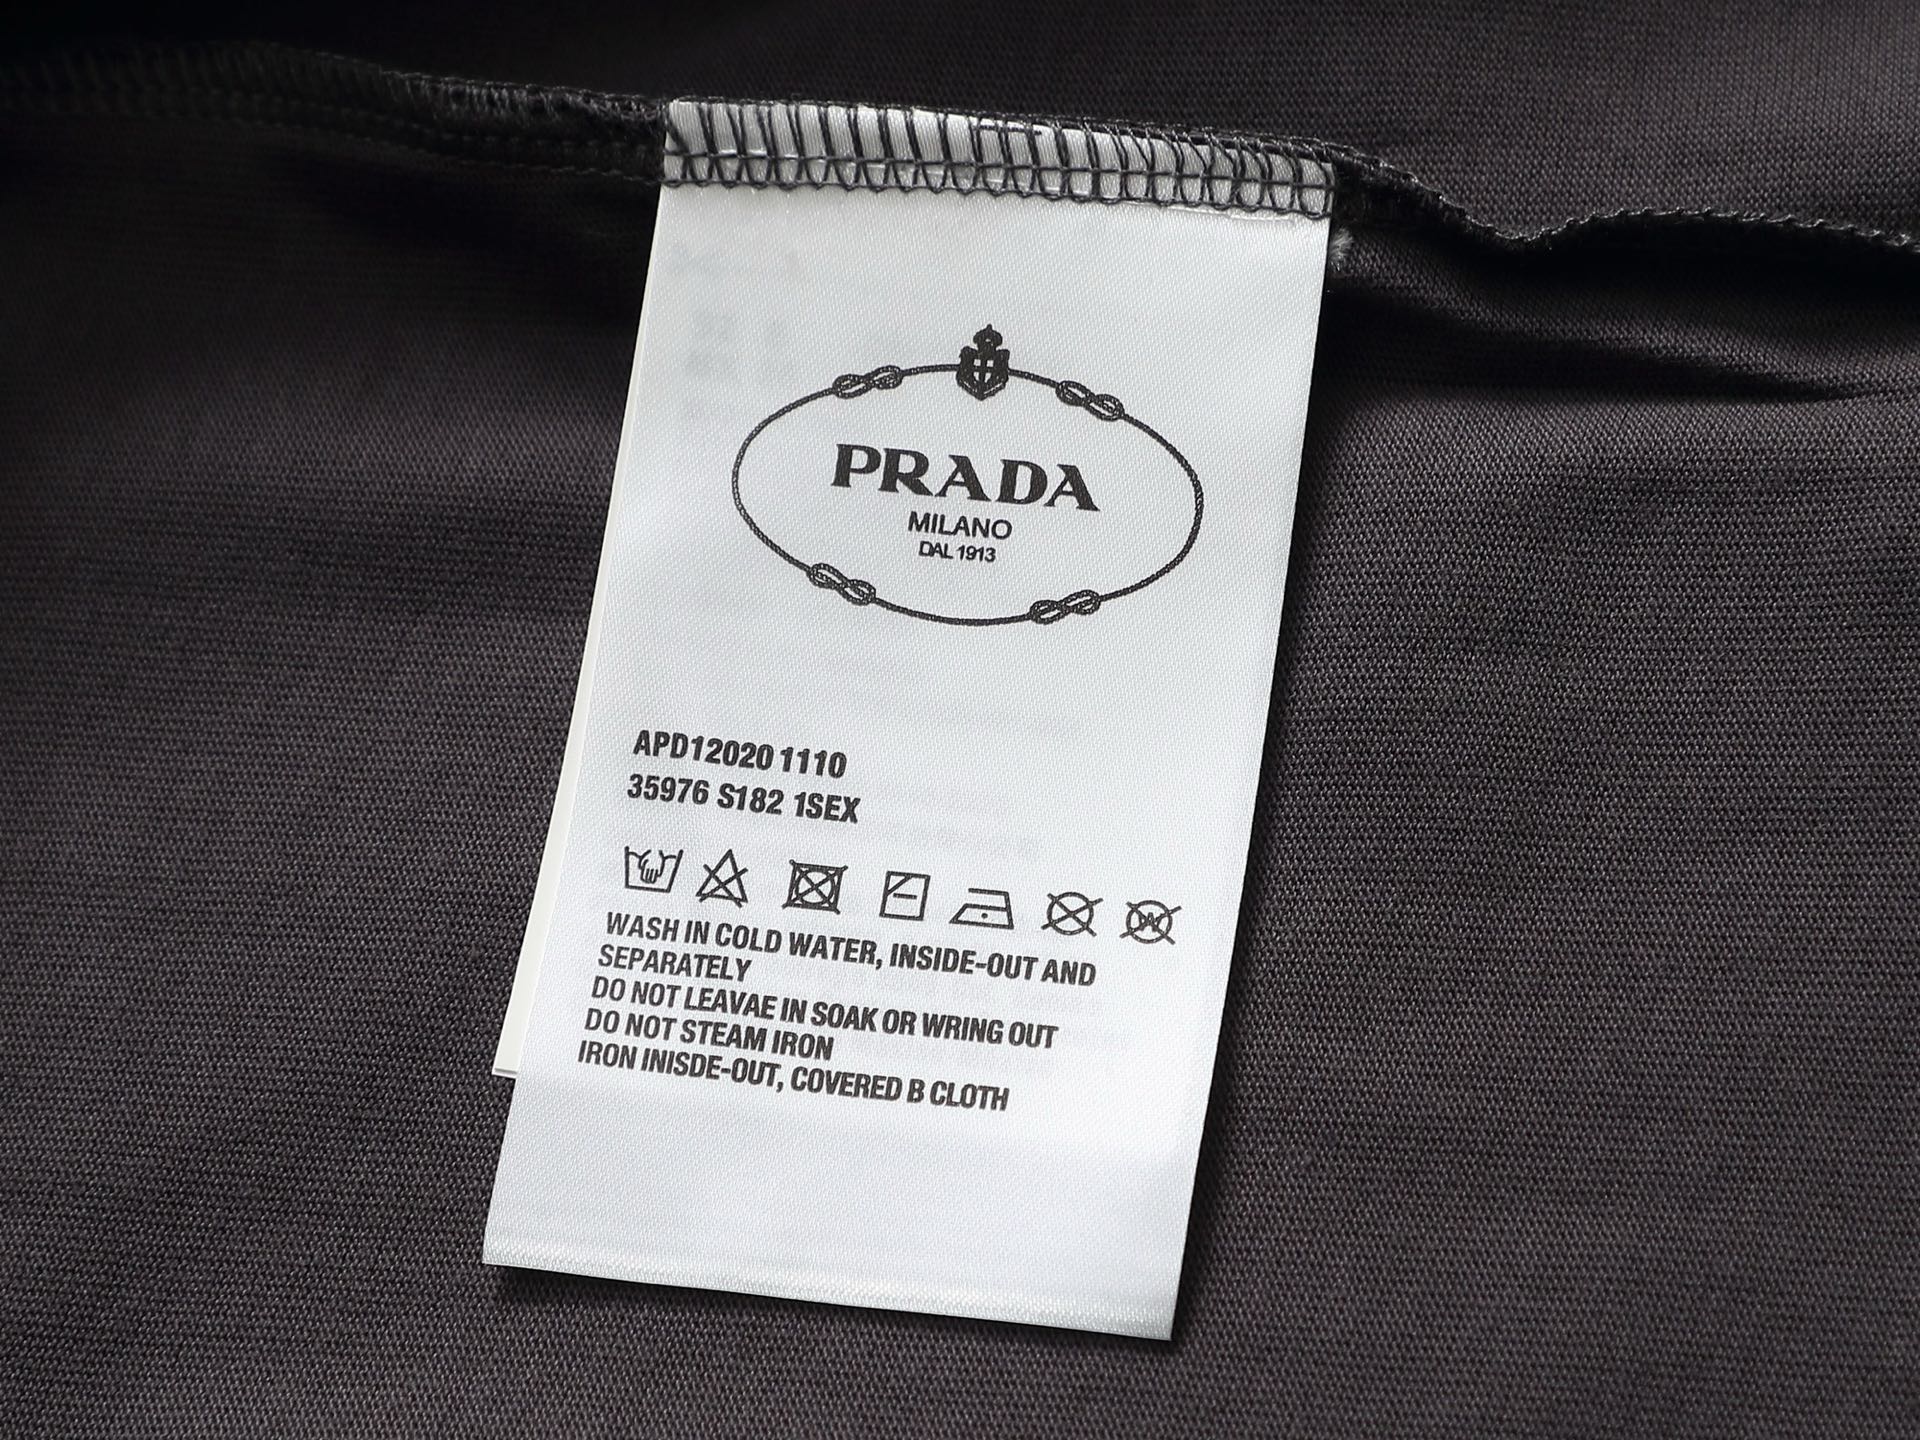 PRADA
MILANO
DAL 1913
APD12020 1110
35976 S182 1SEX
WASH IN COLD WATER, INSIDE-OUT AND
SEPARATELY
DO NOT LEAVAE IN SOAK OR WRING OUT
DO NOT STEAM IRON
IRON INISDE-OUT, COVERED B CLOTH